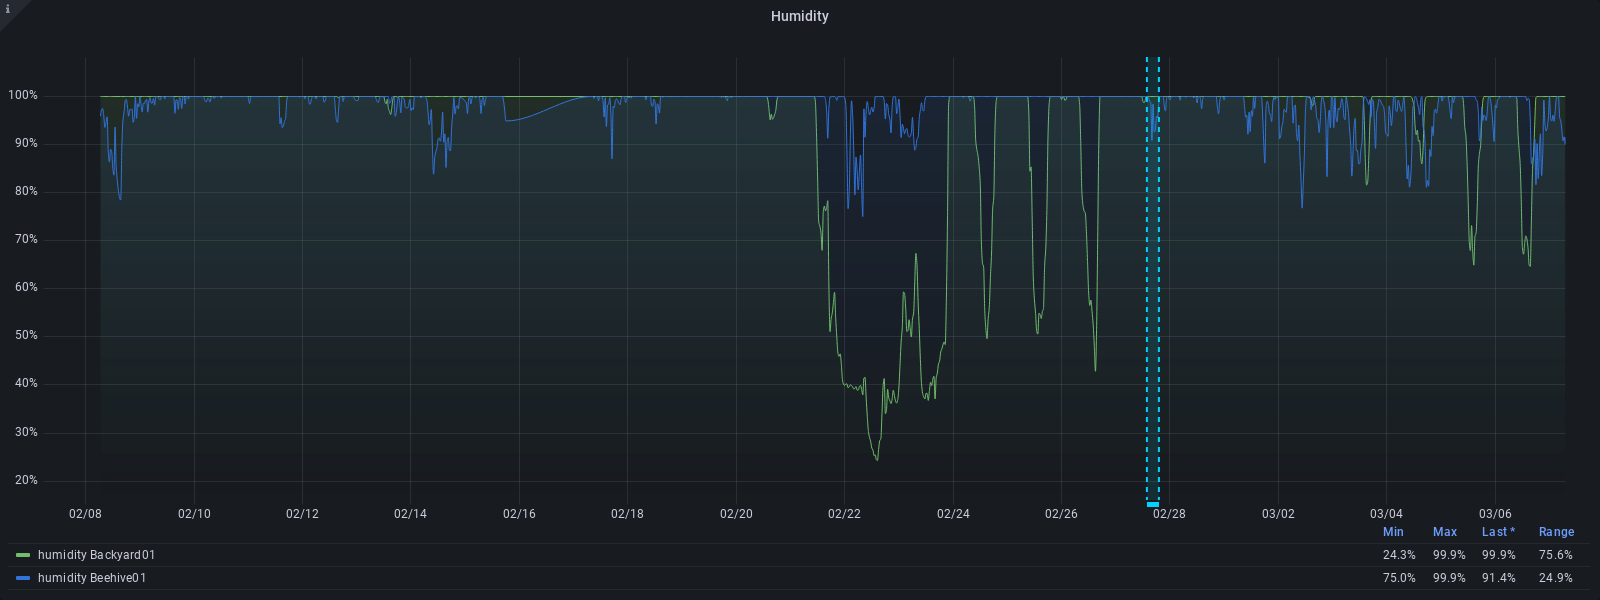 i
Humidity
100%
90%
80%
70%
60%
50%
40%
30%
20%
02/08 02/10 02/12 02/14 02/16 02/18 02/20 02/22 02/24 02/26 02/28 03/02 03/04 03/06
Min Max Last * Range
humidity Backyard01 24.3% 99.9% 99.9% 75.6%
humidity Beehive01 75.0% 99.9% 91.4% 24.9%